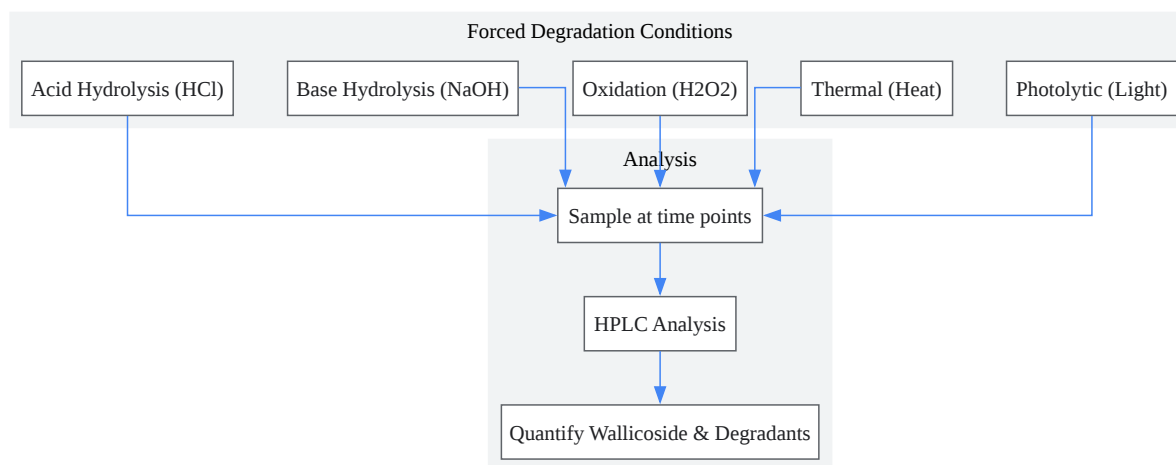 Forced Degradation Conditions
Acid Hydrolysis (HCl)
Base Hydrolysis (NaOH)
Oxidation (H2O2)
Thermal (Heat)
Photolytic (Light)
Analysis
Sample at time points
HPLC Analysis
Quantify Wallicoside & Degradants